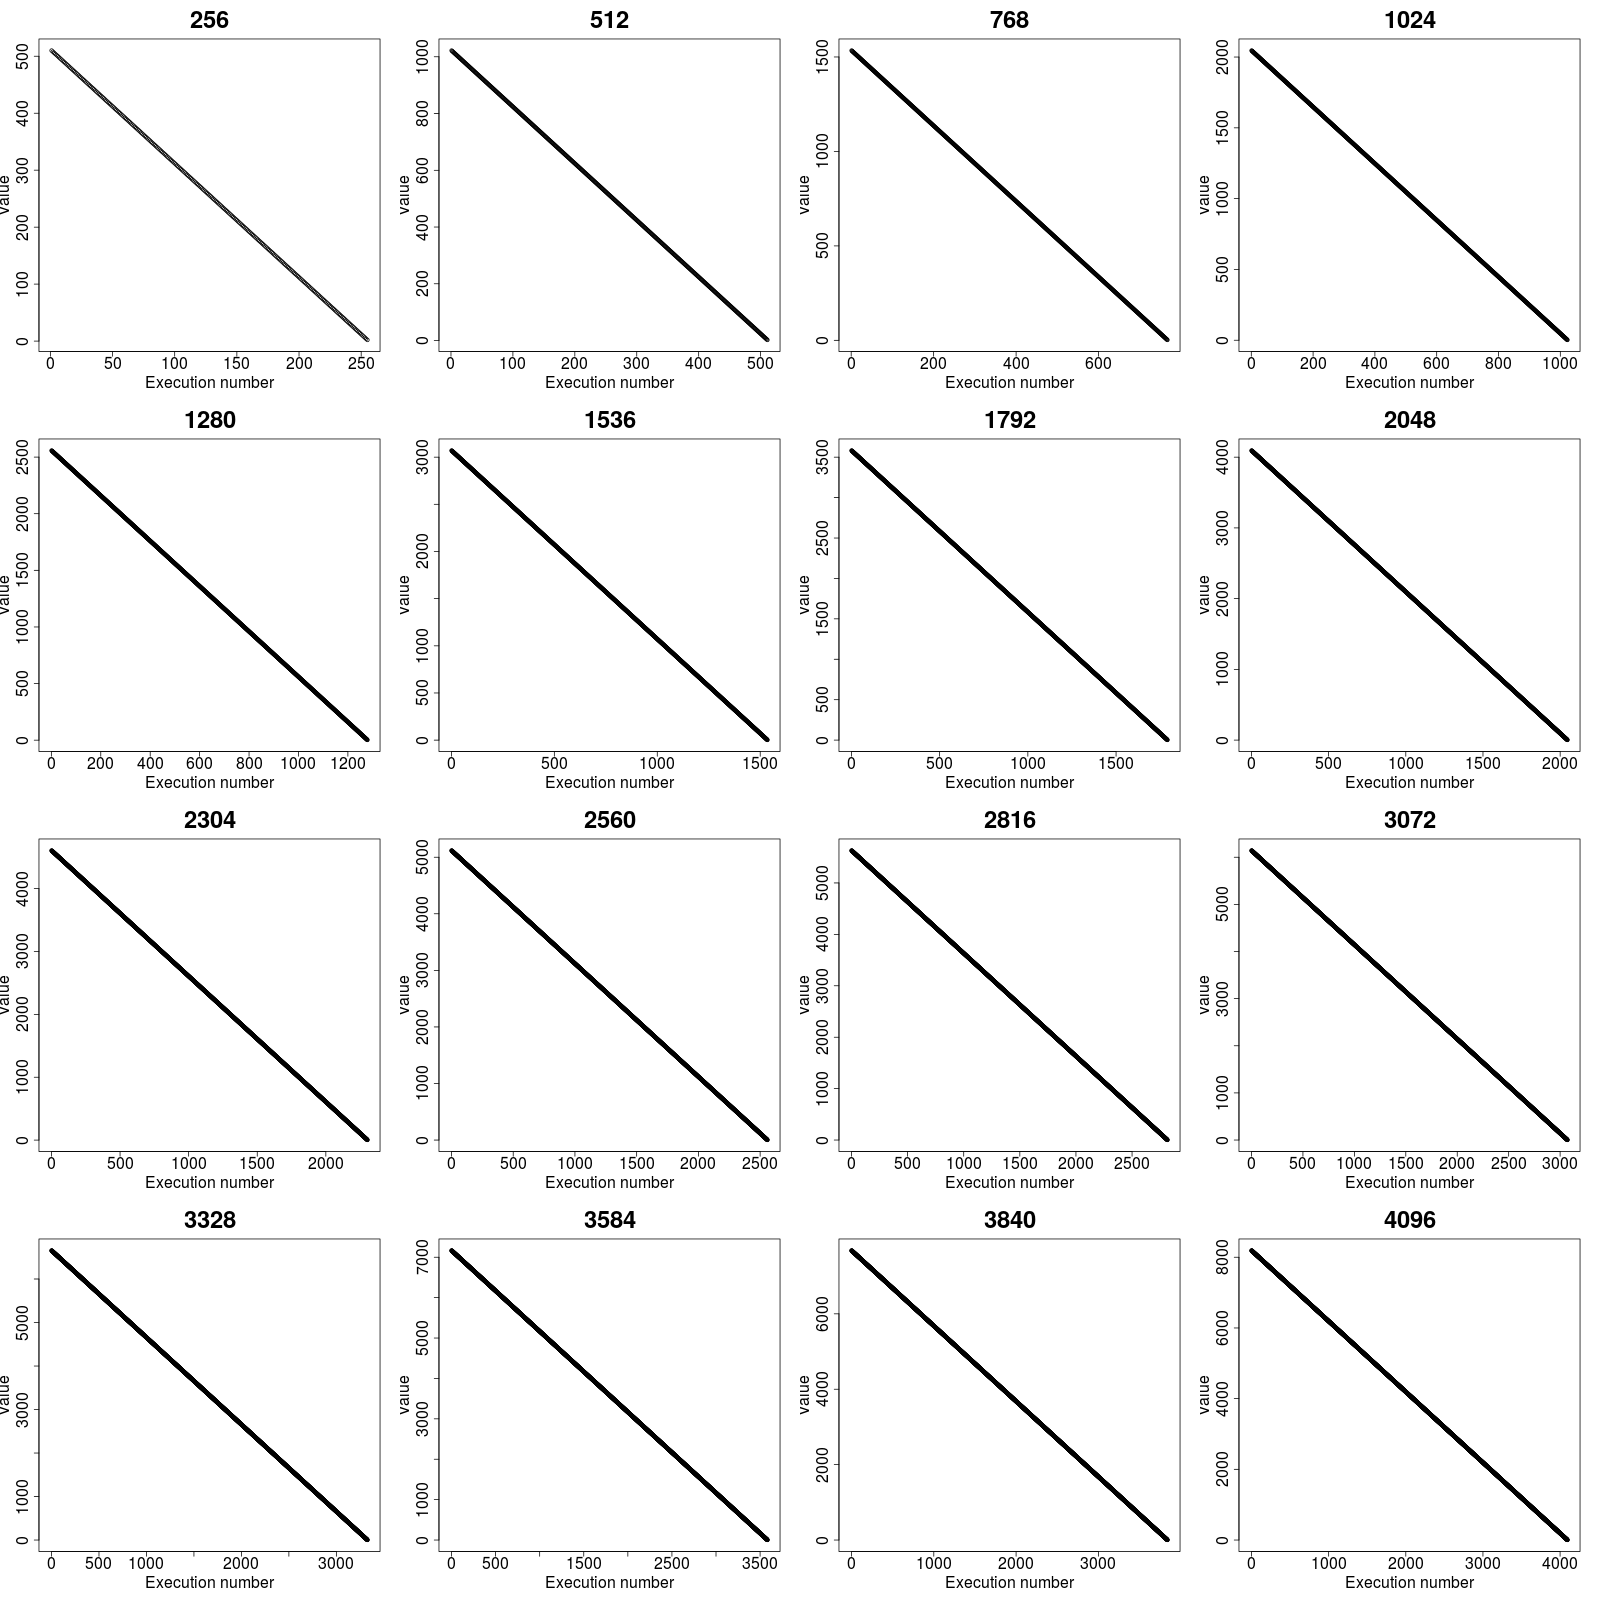 256
512
768
1024
value
0 100 200 300 400 500
0 50 100 150 200 250
Execution number
value
0 200 400 600 800 1000
0 100 200 300 400 500
Execution number
value
0 500 1000 1500
0 200 400 600
Execution number
value
0 500 1000 1500 2000
0 200 400 600 800 1000
Execution number
1280
1536
1792
2048
value
0 500 1000 1500 2000 2500
0 200 400 600 800 1000 1200
Execution number
value
0 500 1000 2000 3000
0 500 1000 1500
Execution number
value
0 500 1500 2500 3500
0 500 1000 1500
Execution number
value
0 1000 2000 3000 4000
0 500 1000 1500 2000
Execution number
2304
2560
2816
3072
value
0 1000 2000 3000 4000
0 500 1000 1500 2000
Execution number
value
0 1000 2000 3000 4000 5000
0 500 1000 1500 2000 2500
Execution number
value
0 1000 2000 3000 4000 5000
0 500 1000 1500 2000 2500
Execution number
value
0 1000 3000 5000
0 500 1000 1500 2000 2500 3000
Execution number
3328
3584
3840
4096
value
0 1000 3000 5000
0 500 1000 2000 3000
Execution number
value
0 1000 3000 5000 7000
0 500 1500 2500 3500
Execution number
value
0 2000 4000 6000
0 1000 2000 3000
Execution number
value
0 2000 4000 6000 8000
0 1000 2000 3000 4000
Execution number